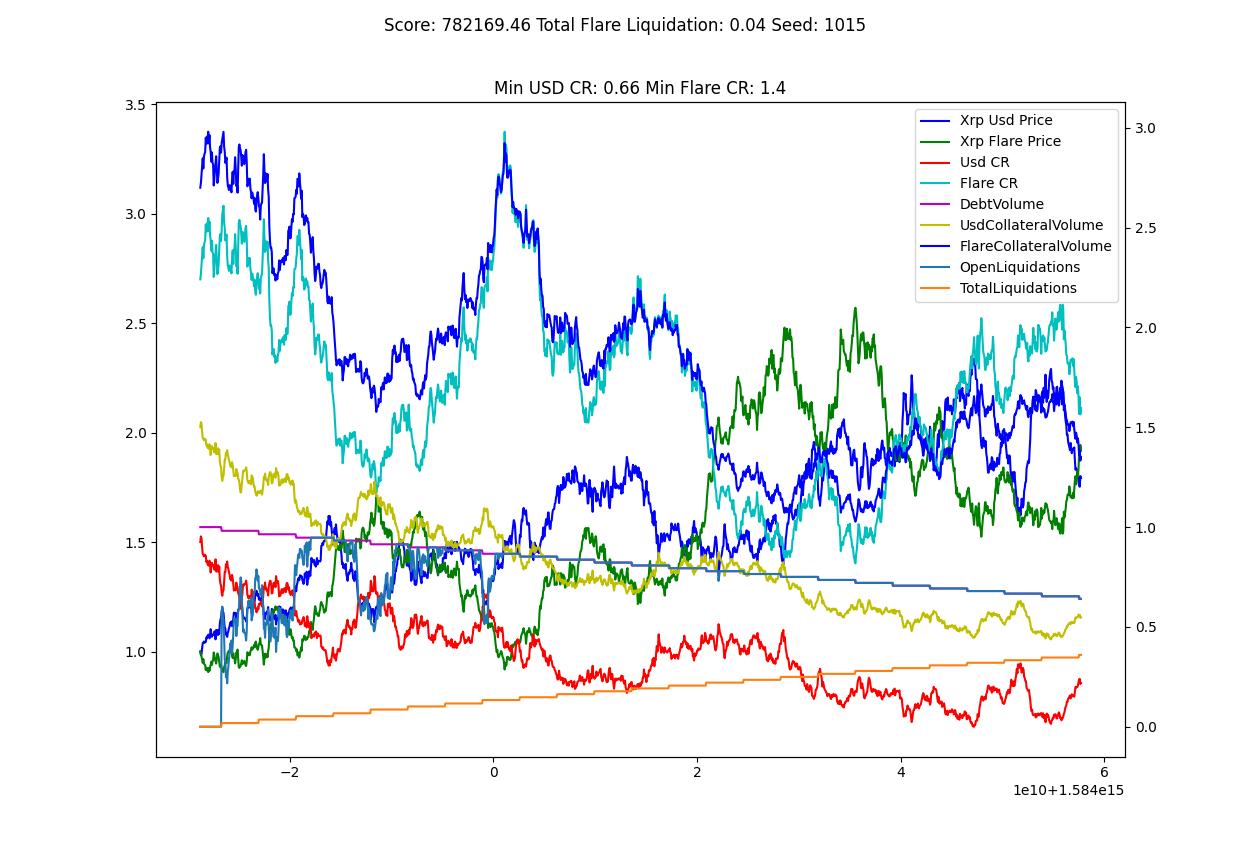 Score: 782169.46 Total Flare Liquidation: 0.04 Seed: 1015
Min USD CR: 0.66 Min Flare CR: 1.4
3.5
3.0
2.5
2.0
1.5
1.0
Xrp Usd Price
Xrp Flare Price
Usd CR
Flare CR
DebtVolume
UsdCollateralVolume
FlareCollateralVolume
OpenLiquidations
TotalLiquidations
3.0
2.5
2.0
1.5
1.0
0.5
0.0
−2 0 2 4 6
1e10+1.584e15